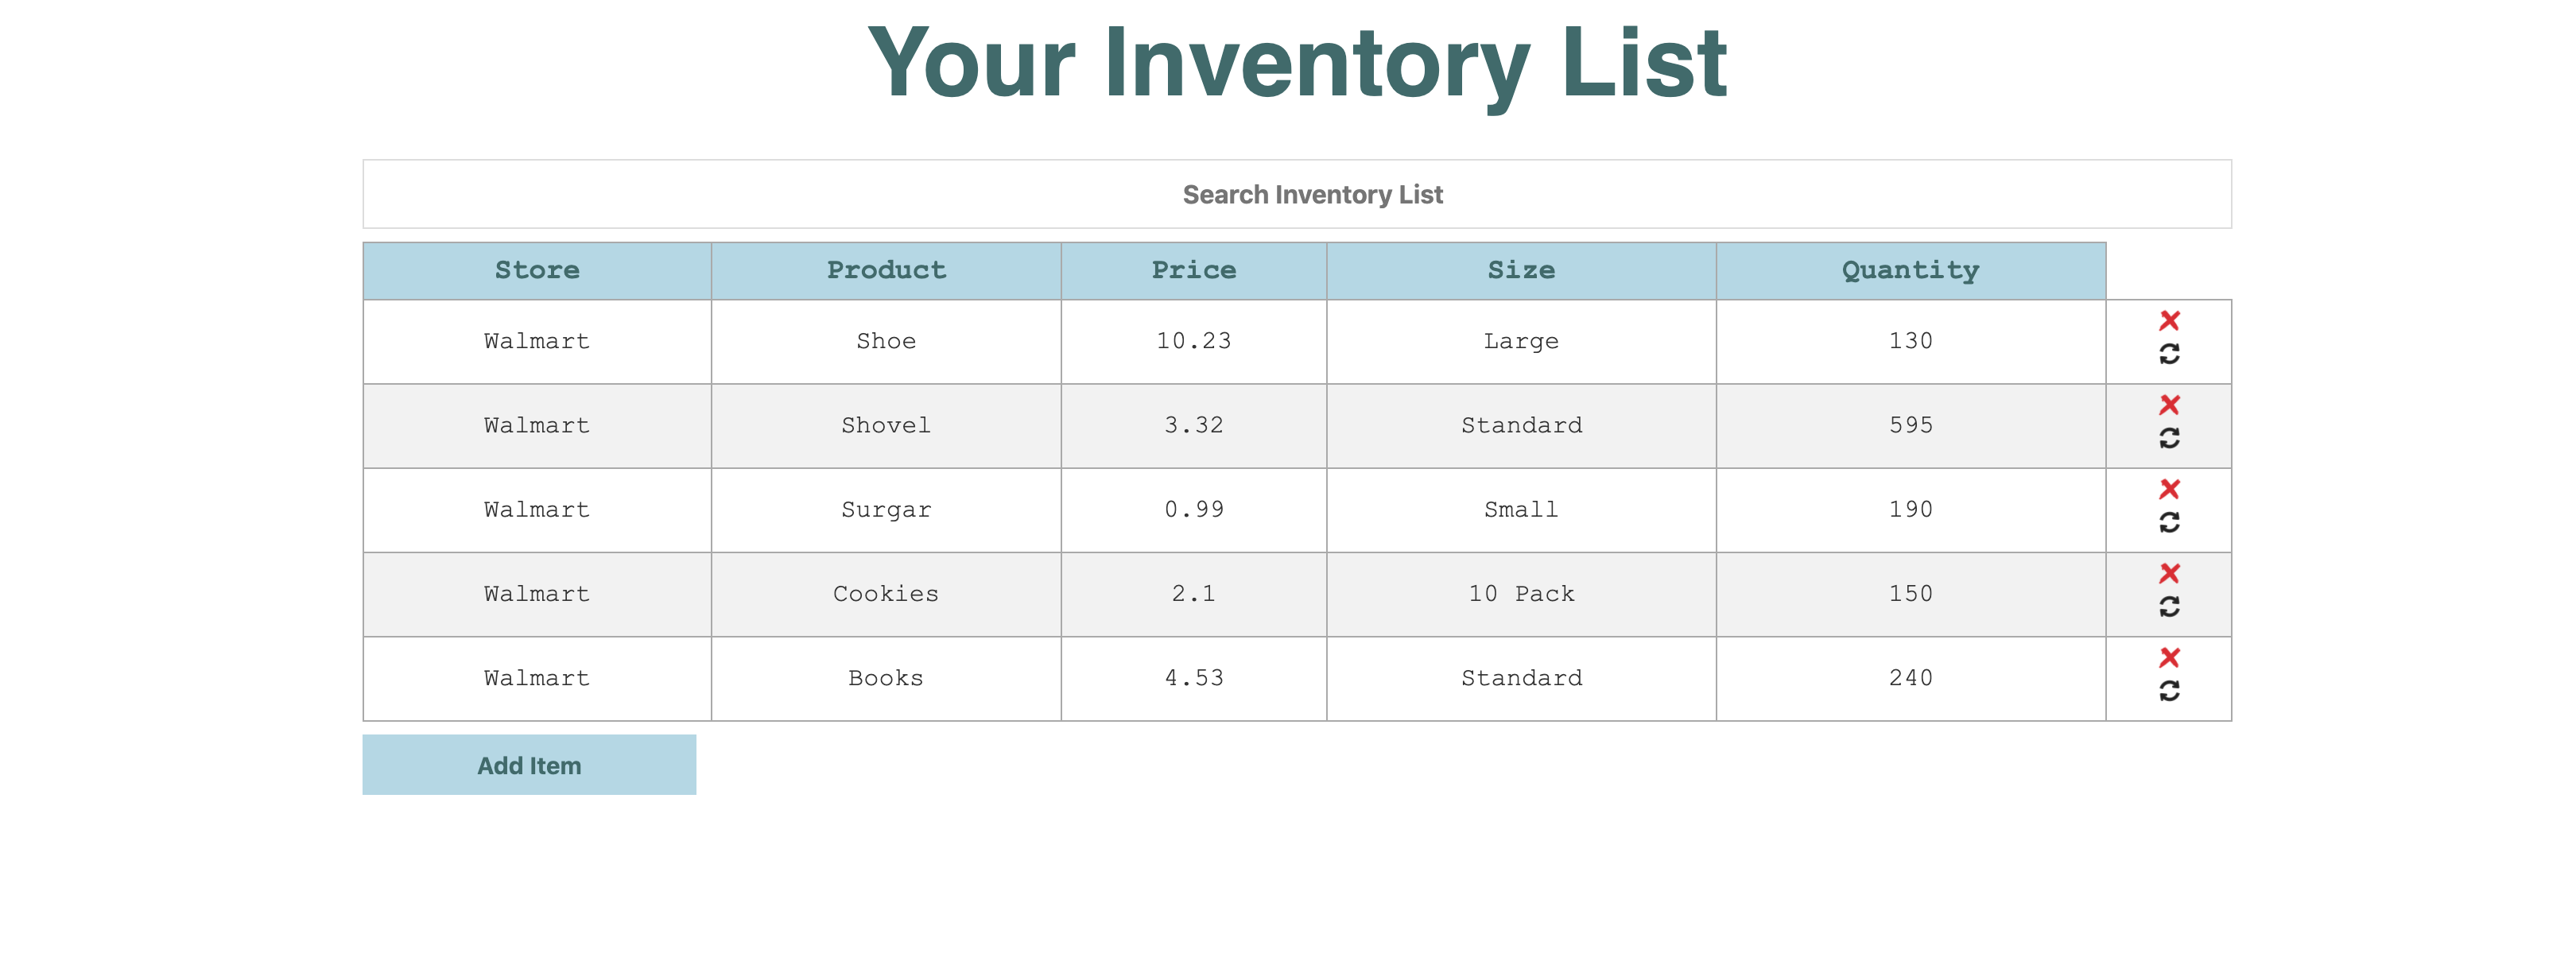 Your Inventory List
Search Inventory List
Store Product Price Size Quantity
Walmart Shoe 10.23 Large 130
Walmart Shovel 3.32 Standard 595
Walmart Surgar 0.99 Small 190
Walmart Cookies 2.1 10 Pack 150
Walmart Books 4.53 Standard 240
Add Item